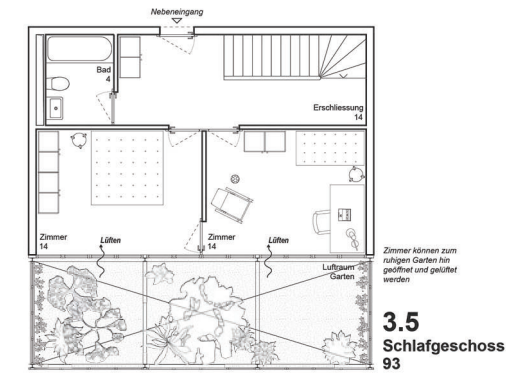 Nebeneingang
Bad
4
Erschliessung
14
Zimmer
14
Lüften
Zimmer
14
Lüften
Luftraum
Garten
Zimmer können zum
ruhigen Garten hin
geöffnet und gelüftet
werden
3.5
Schlafgeschoss
93